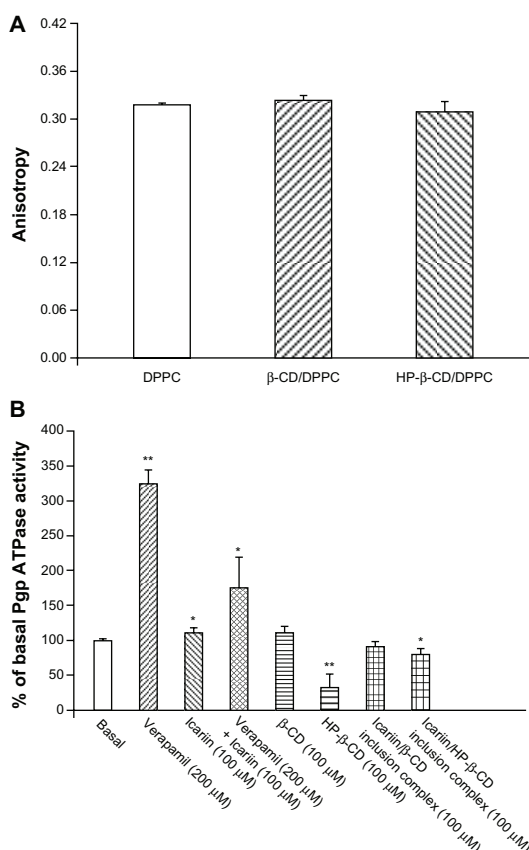 A
0.42
0.36
0.30
0.24
0.18
0.12
0.06
0.00
Anisotropy
DPPC
β-CD/DPPC
HP-β-CD/DPPC
B
400
350
300
250
200
150
100
50
0
% of basal Pgp ATPase activity
**
*
*
**
*
Basal
Verapamil (200 μM)
Icariin (100 μM)
Verapamil (200 μM)
+ Icariin (100 μM)
β-CD (100 μM)
HP-β-CD (100 μM)
Icariin/β-CD
inclusion complex (100 μM)
Icariin/HP-β-CD
inclusion complex (100 μM)